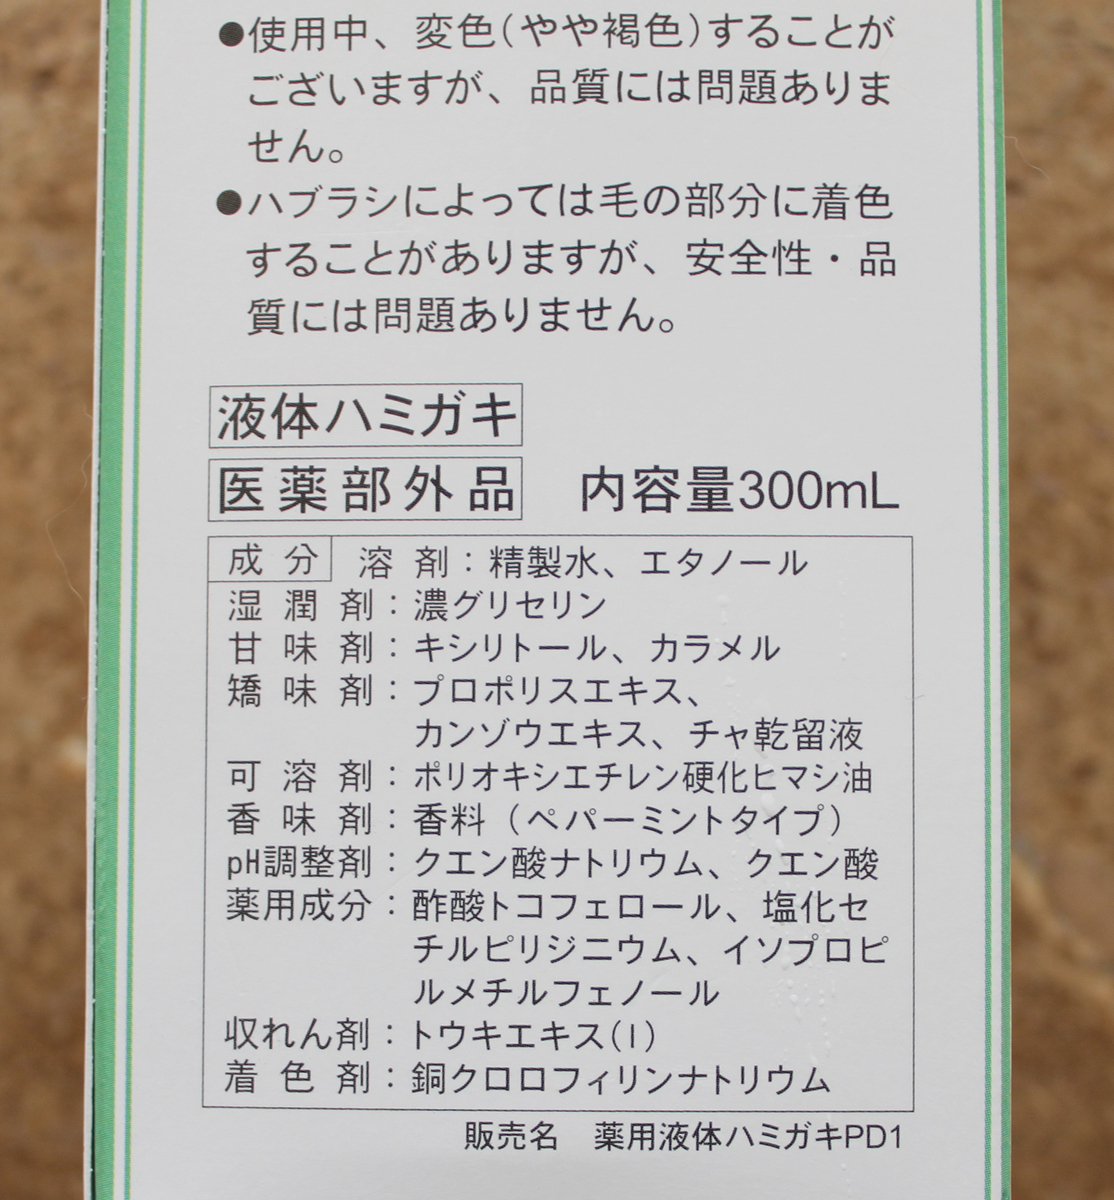 ●使用中、変色(やや褐色)することが
ございますが、品質には問題ありま
せん。
●ハブラシによっては毛の部分に着色
することがありますが、安全性・品
質には問題ありません。
液体ハミガキ
医薬部外品 内容量300mL
成分 溶剤：精製水、エタノール
湿潤剤：濃グリセリン
甘味剤：キシリトール、カラメル
矯味剤：プロポリスエキス、
カンゾウエキス、チャ乾留液
可溶剤：ポリオキシエチレン硬化ヒマシ油
香味剤：香料（ペパーミントタイプ）
pH調整剤：クエン酸ナトリウム、クエン酸
薬用成分：酢酸トコフェロール、塩化セ
チルピリジニウム、イソプロピ
ルメチルフェノール
収れん剤：トウキエキス(1)
着色剤：銅クロロフィリンナトリウム
販売名 薬用液体ハミガキPD1